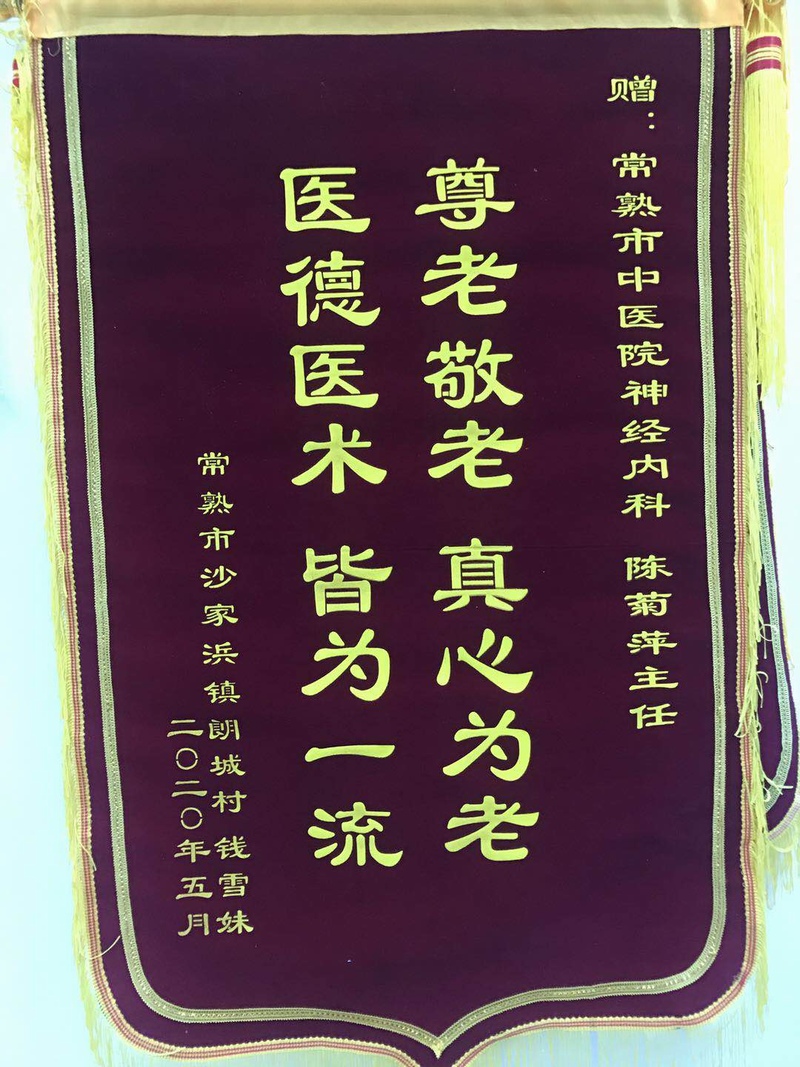 赠：常熟市中医院神经内科 陈菊萍主任
尊老敬老 真心为老
医德医术 皆为一流
常熟市沙家浜镇朗城村 钱雪妹
二〇二〇年五月